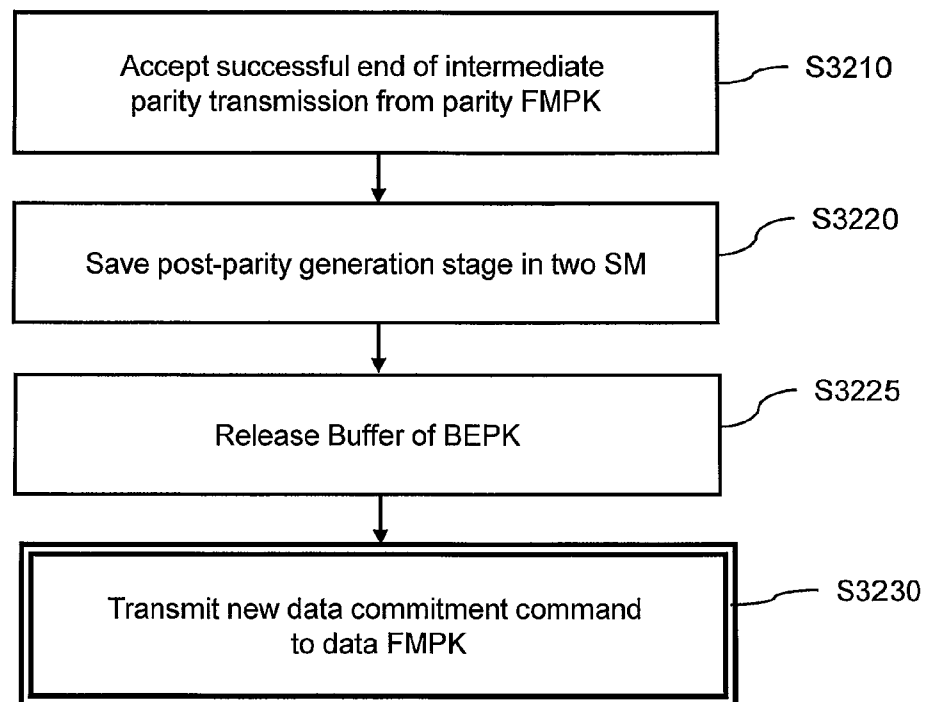 Accept successful end of intermediate
parity transmission from parity FMPK
S3210
Save post-parity generation stage in two SM
S3220
Release Buffer of BEPK
S3225
Transmit new data commitment command
to data FMPK
S3230